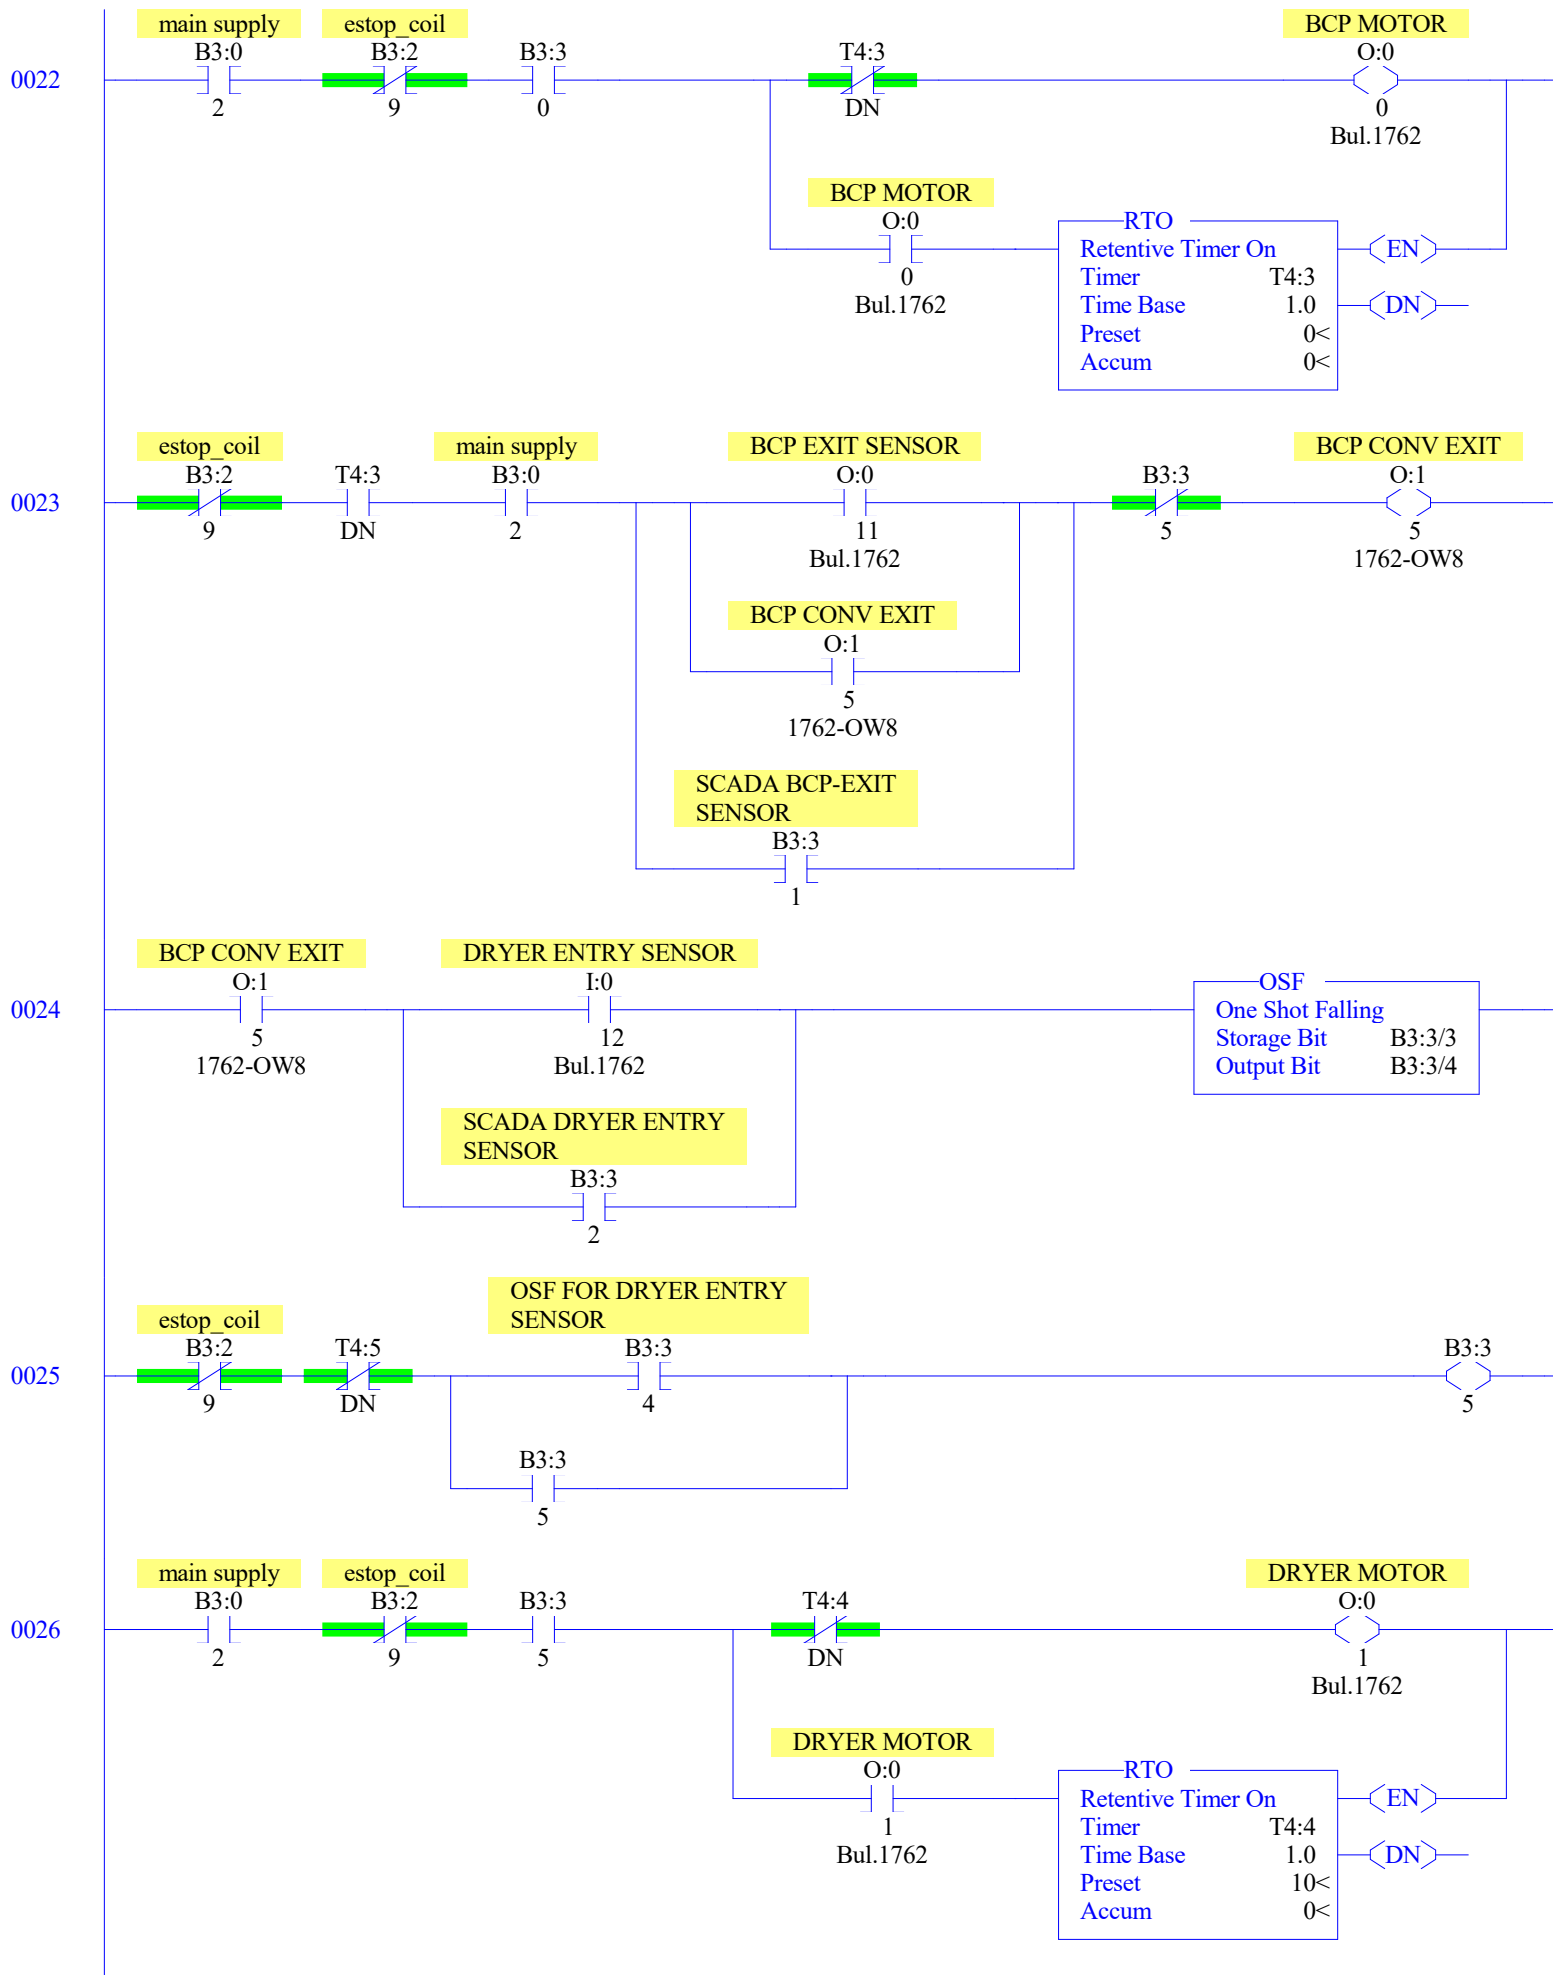 main supply estop_coil BCP MOTOR
B3:0 B3:2 B3:3 T4:3 O:0
0022
2 9 0 DN 0
Bul.1762
BCP MOTOR
O:0 RTO
Retentive Timer On EN
0 Timer T4:3
Bul.1762 Time Base 1.0 DN
Preset 0<
Accum 0<
estop_coil main supply BCP EXIT SENSOR BCP CONV EXIT
B3:2 T4:3 B3:0 O:0 B3:3 O:1
0023
9 DN 2 11 5 5
Bul.1762 1762-OW8
BCP CONV EXIT
O:1
5
1762-OW8
SCADA BCP-EXIT
SENSOR
B3:3
1
BCP CONV EXIT DRYER ENTRY SENSOR
O:1 I:0 OSF
0024 One Shot Falling
5 12 Storage Bit B3:3/3
1762-OW8 Bul.1762 Output Bit B3:3/4
SCADA DRYER ENTRY
SENSOR
B3:3
2
OSF FOR DRYER ENTRY
estop_coil SENSOR
B3:2 T4:5 B3:3 B3:3
0025
9 DN 4 5
B3:3
5
main supply estop_coil DRYER MOTOR
B3:0 B3:2 B3:3 T4:4 O:0
0026
2 9 5 DN 1
Bul.1762
DRYER MOTOR
O:0 RTO
Retentive Timer On EN
1 Timer T4:4
Bul.1762 Time Base 1.0 DN
Preset 10<
Accum 0<